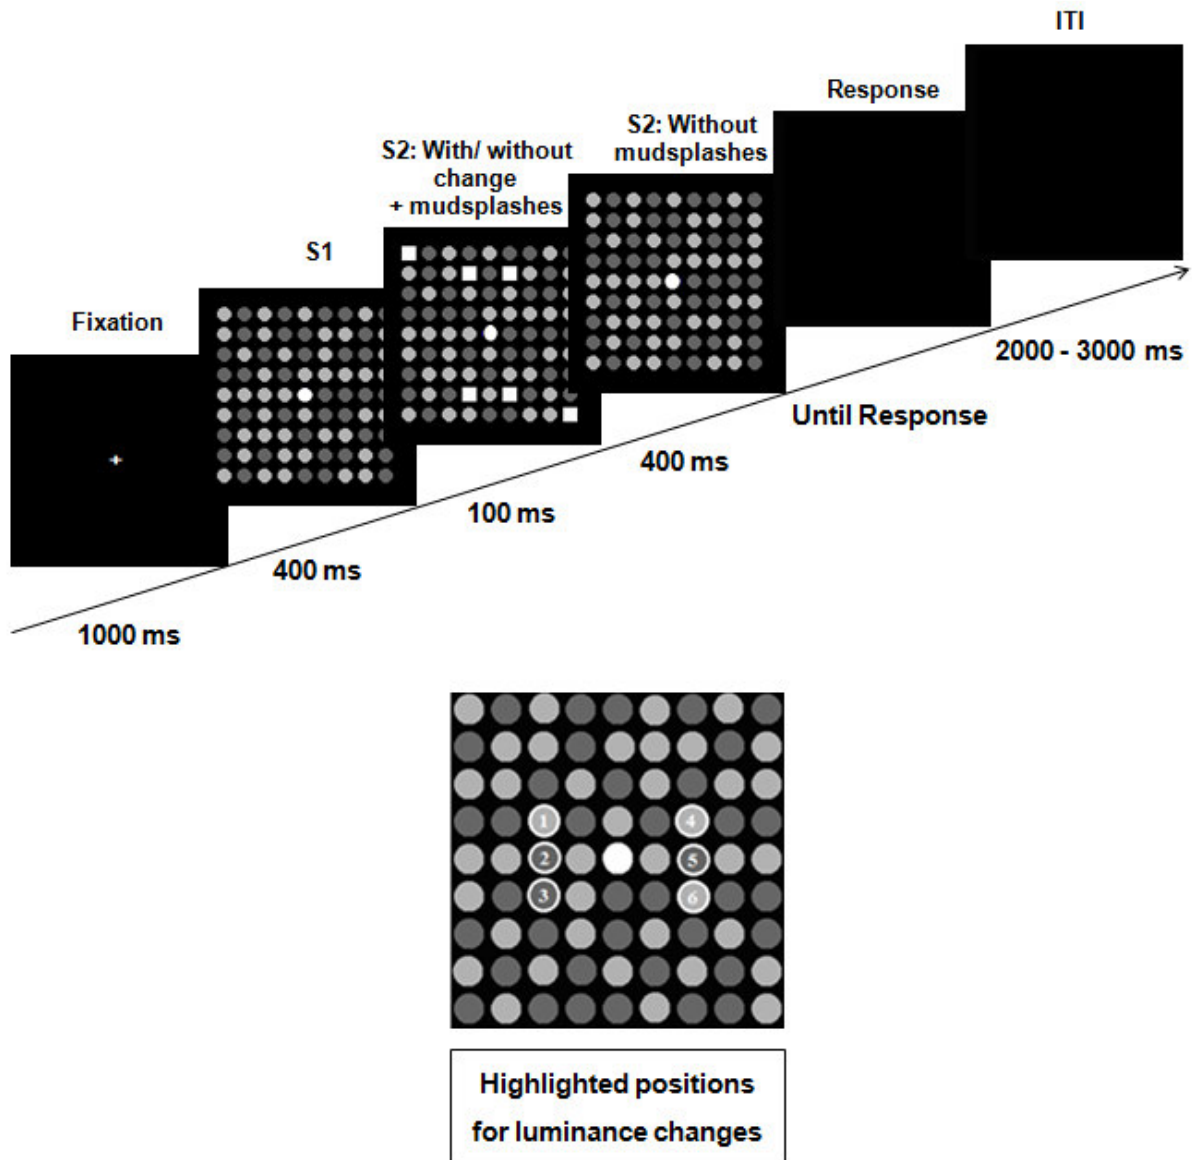 ITI
Response
S2: Without
mudsplashes
S2: With/ without
change
+ mudsplashes
S1
Fixation
2000 - 3000 ms
Until Response
400 ms
100 ms
400 ms
1000 ms
1
4
2
5
3
6
Highlighted positions
for luminance changes